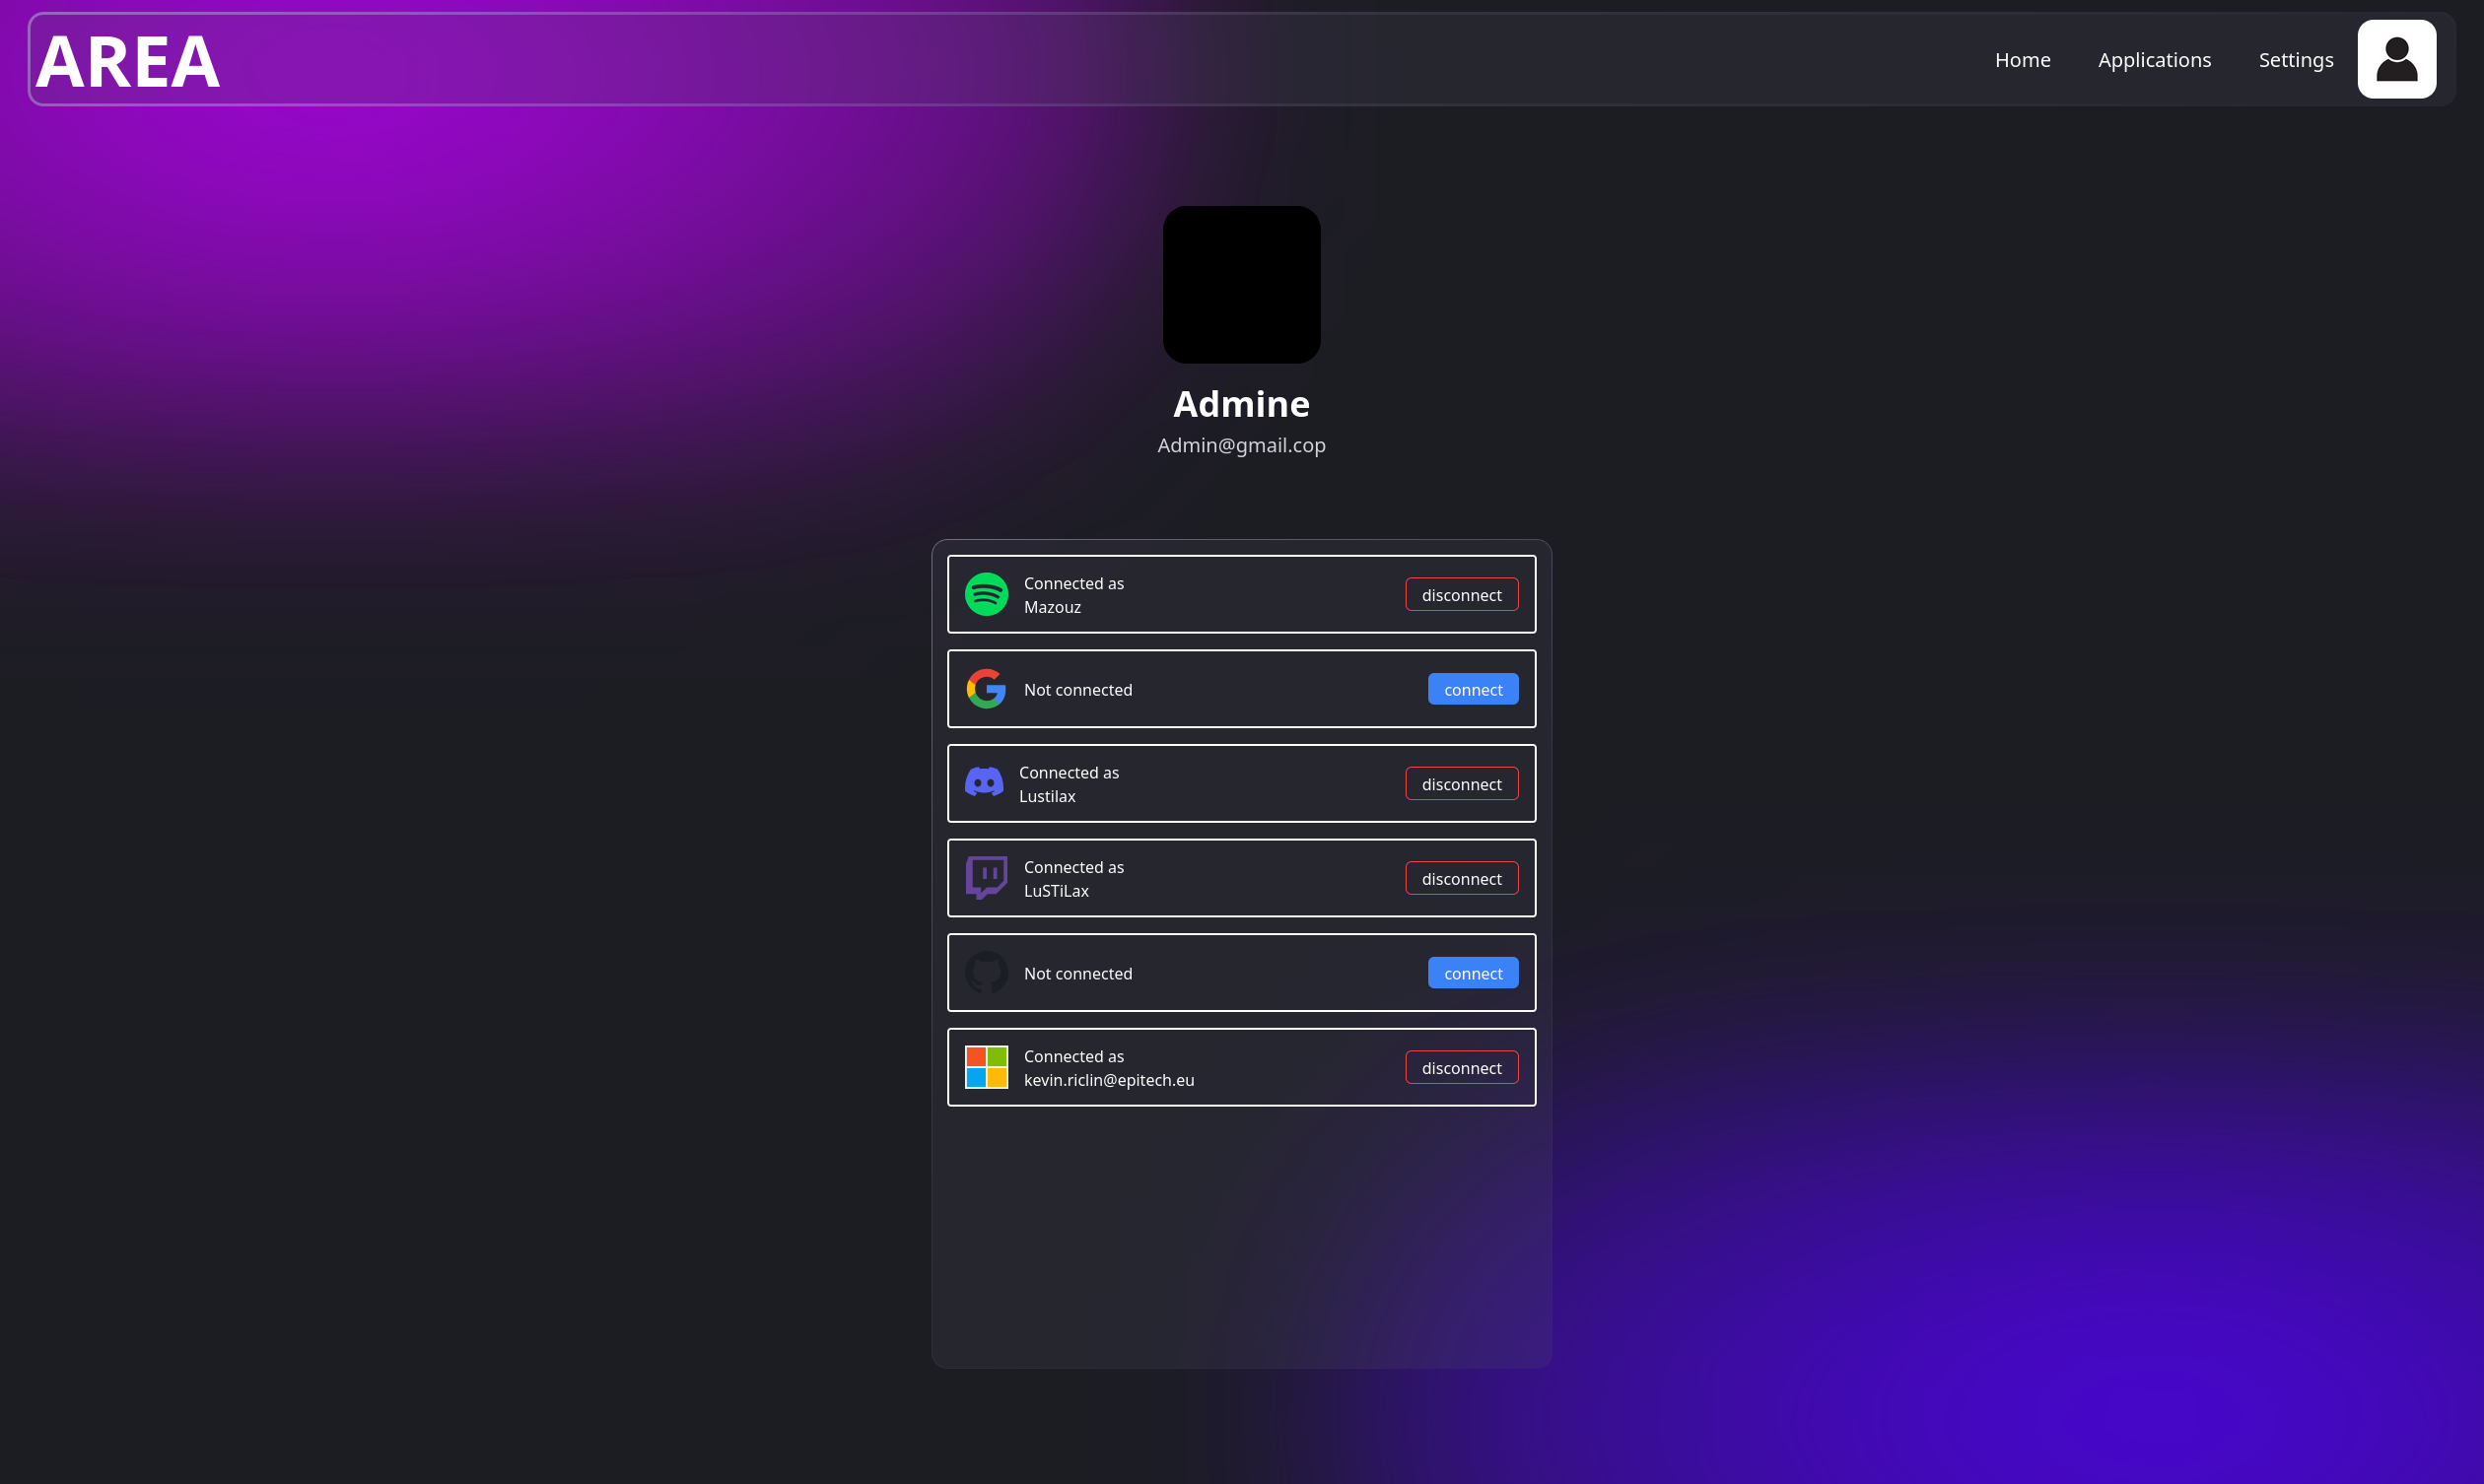 AREA
Home Applications Settings
Admine
Admin@gmail.cop
Connected as
Mazouz
disconnect
Not connected
connect
Connected as
Lustilax
disconnect
Connected as
LuSTiLax
disconnect
Not connected
connect
Connected as
kevin.riclin@epitech.eu
disconnect